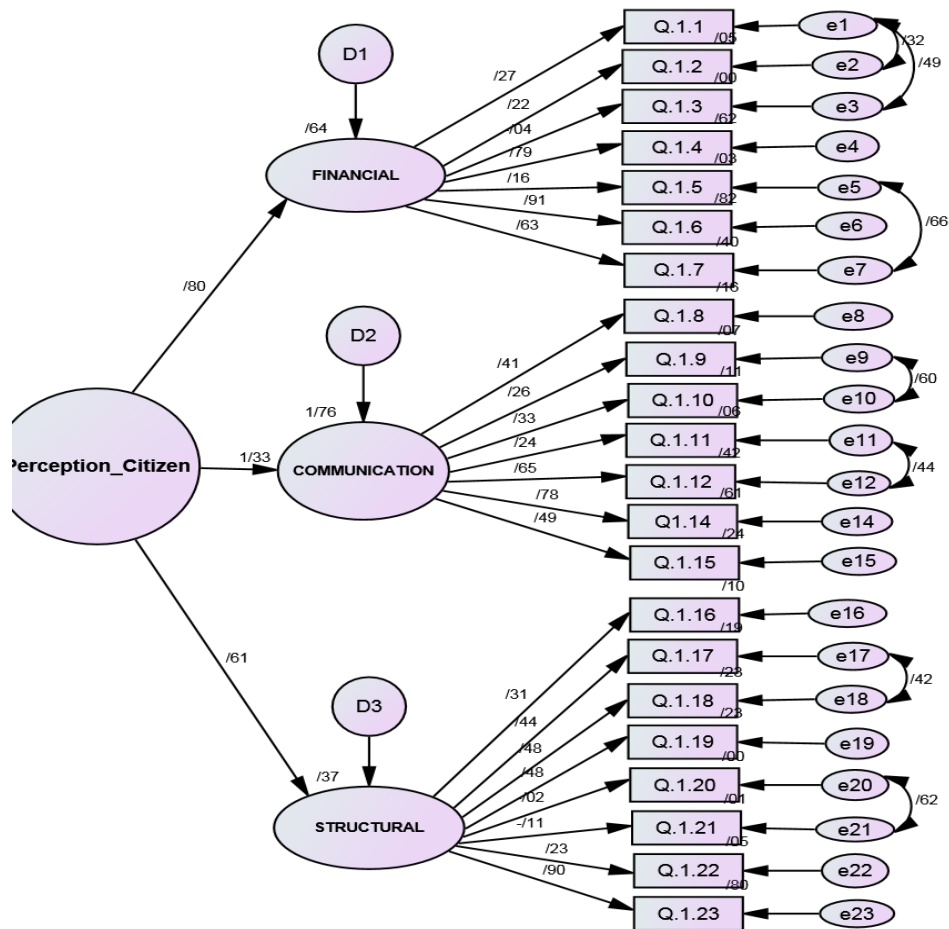 Q.1.1
/05
e1
/32
D1
/27
Q.1.2
/00
e2
/49
/22
Q.1.3
/62
e3
/64
/04
/79
Q.1.4
/03
e4
FINANCIAL
/16
Q.1.5
/82
e5
/91
Q.1.6
/40
e6
/66
/63
Q.1.7
/16
e7
/80
Q.1.8
/07
e8
D2
/41
Q.1.9
/11
e9
/26
Q.1.10
/06
e10
/60
1/76
/33
/24
Q.1.11
/42
e11
Perception_Citizen
1/33
COMMUNICATION
/65
Q.1.12
/61
e12
/44
/78
Q1.14
/24
e14
/49
Q.1.15
/10
e15
Q.1.16
/19
e16
/61
Q.1.17
/23
e17
/42
D3
/31
Q.1.18
/23
e18
/44
/48
Q.1.19
/00
e19
/37
/48
/02
Q.1.20
/01
e20
/62
STRUCTURAL
-/11
Q.1.21
/05
e21
/23
Q.1.22
/80
e22
/90
Q.1.23
e23